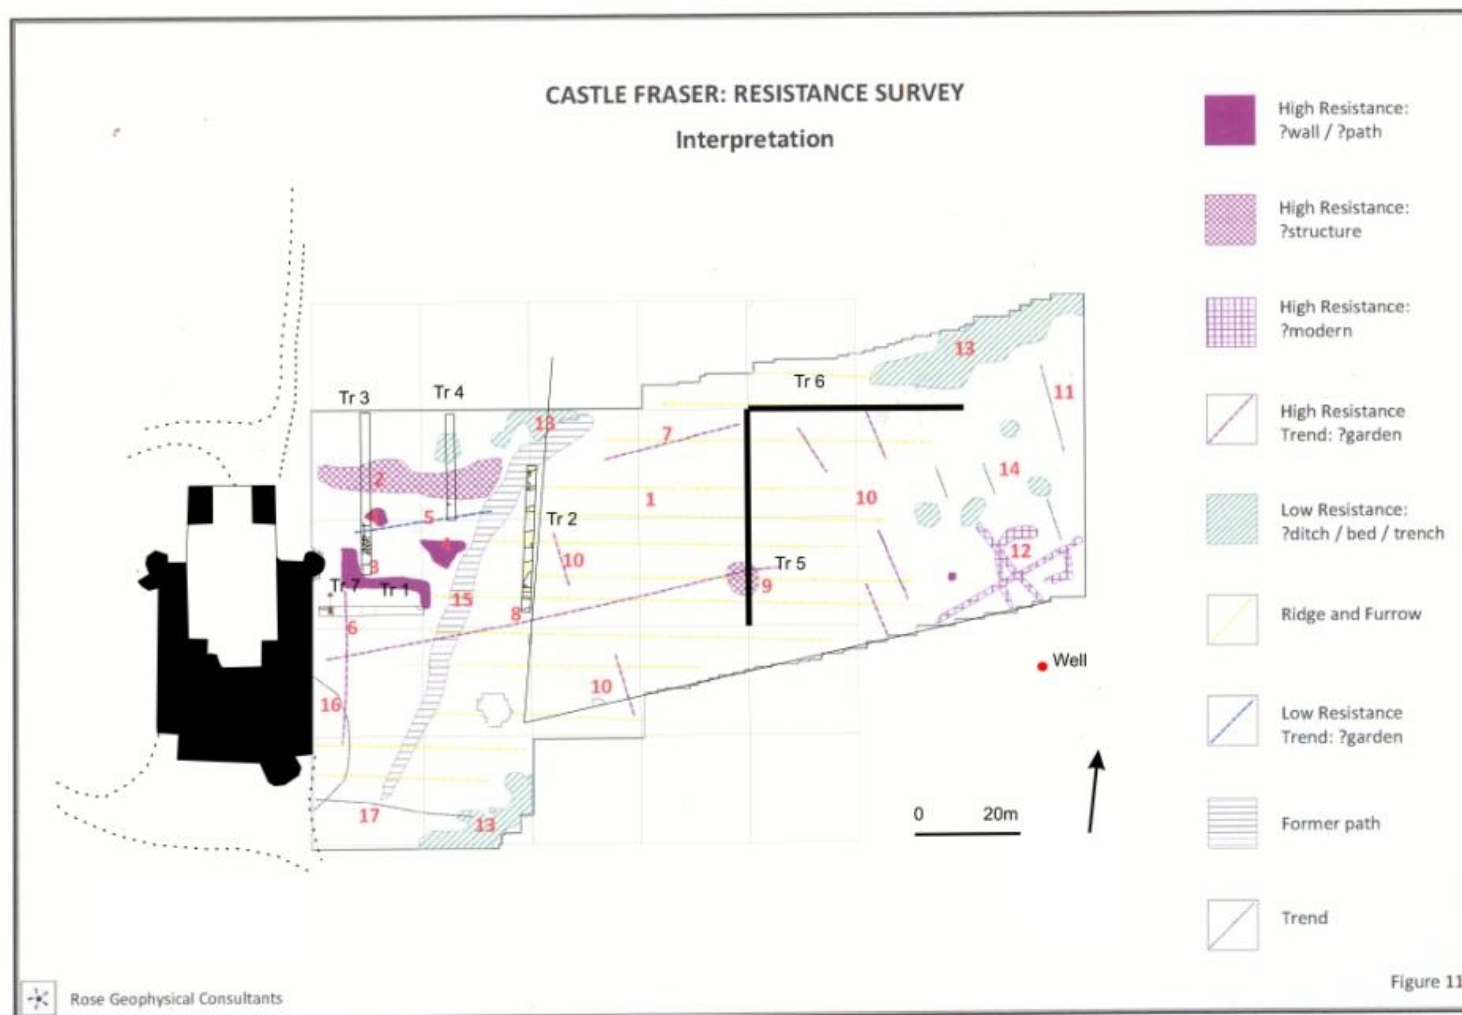 CASTLE FRASER: RESISTANCE SURVEY
Interpretation
High Resistance:
?wall / ?path
High Resistance:
?structure
High Resistance:
?modern
High Resistance
Trend: ?garden
Low Resistance:
?ditch / bed / trench
Ridge and Furrow
Low Resistance
Trend: ?garden
Former path
Trend
13
Tr 6
11
Tr 3
Tr 4
13
7
2
14
1
10
4
5
Tr 2
4
12
3
10
Tr 5
9
Tr 7
Tr 1
15
8
6
Well
10
16
0 20m
17
13
Figure 11
Rose Geophysical Consultants